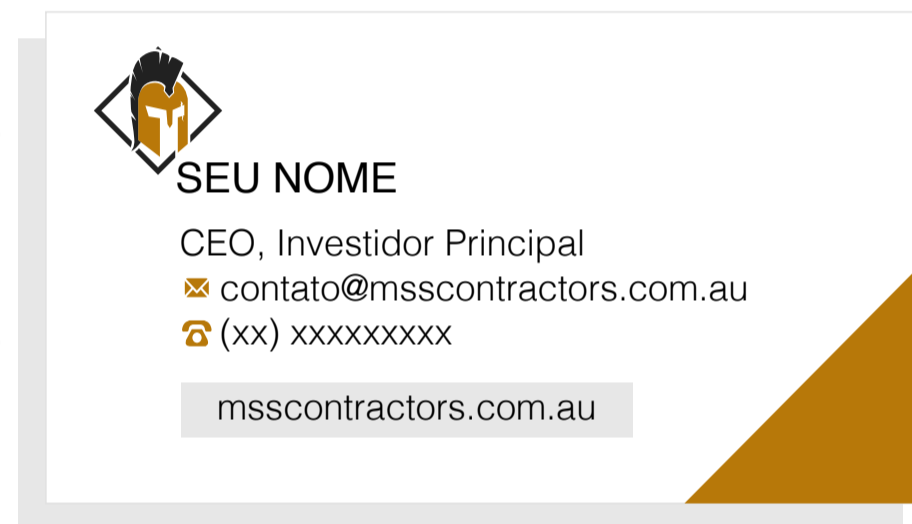 SEU NOME
CEO, Investidor Principal
contato@msscontractors.com.au
(xx) xxxxxxxxx
msscontractors.com.au